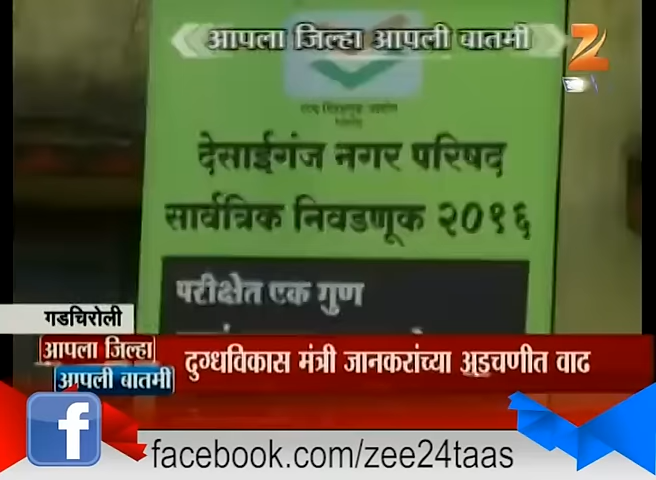 आपला जिल्हा आपली बातमी
देसाईगंज नगर परिषद
सार्वत्रिक निवडणूक २०१६
परीक्षेत एक गुण
गडचिरोली
आपला जिल्हा
आपली बातमी
दुग्धविकास मंत्री जानकरांच्या अडचणीत वाढ
facebook.com/zee24taas